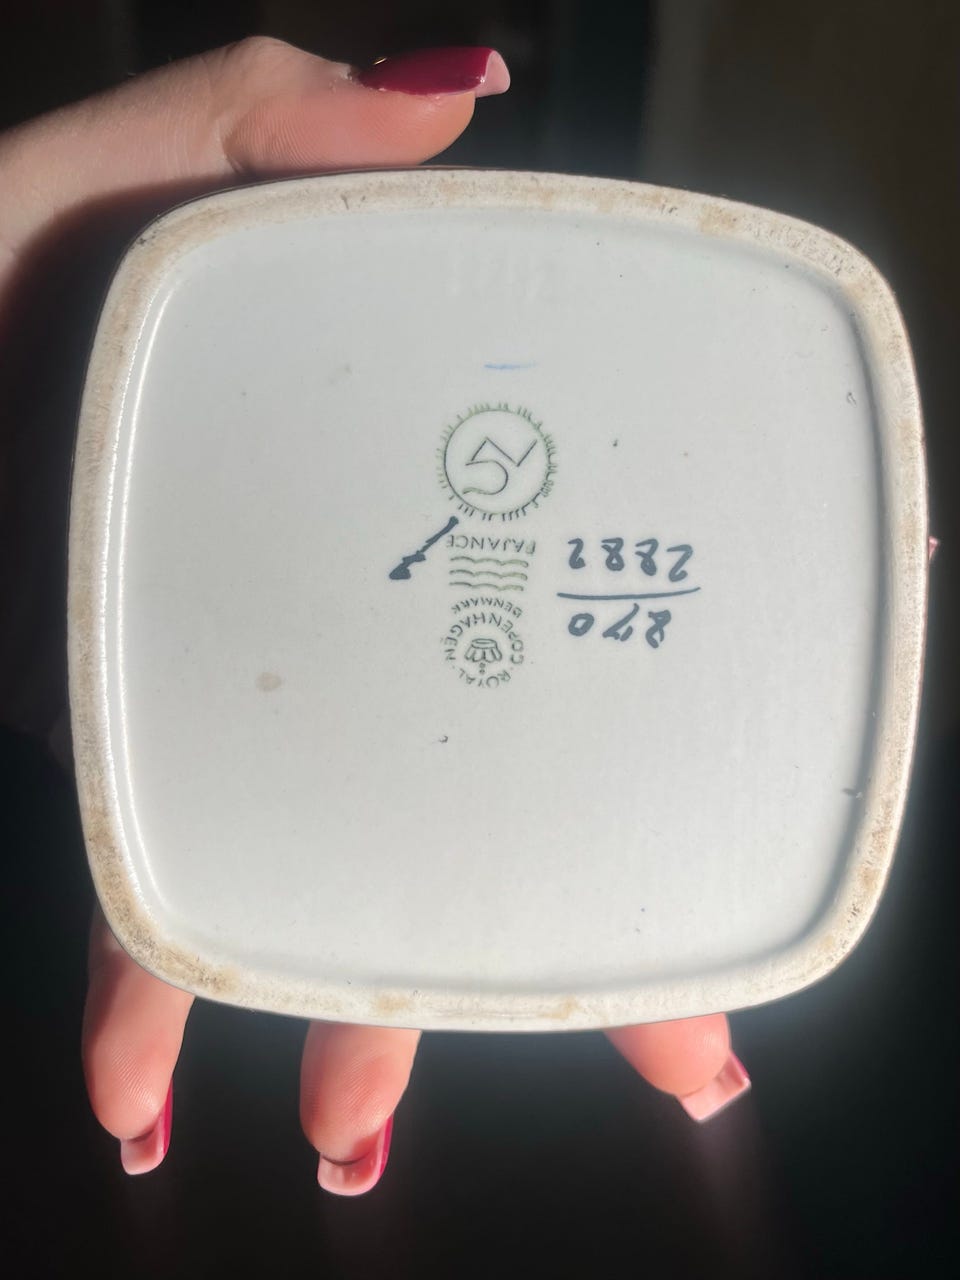 ROYAL COPENHAGEN
DENMARK
FAJANCE
870
2882